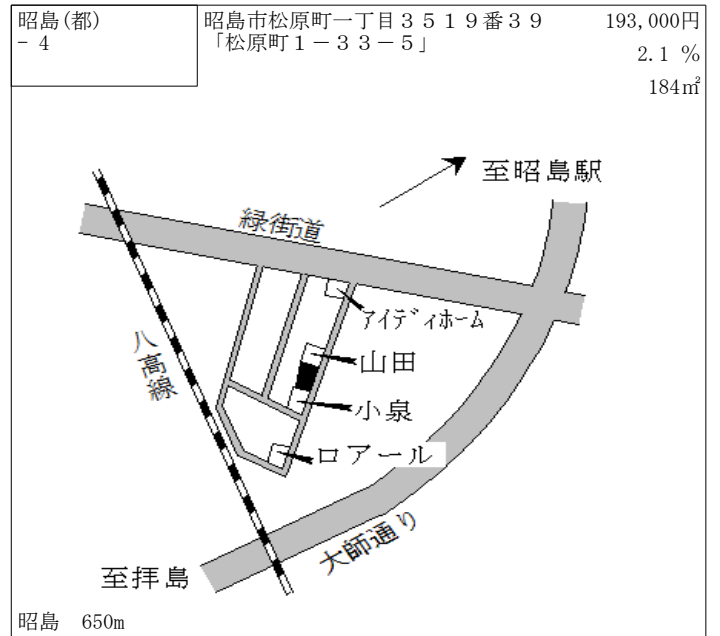 昭島(都)
- 4
昭島市松原町一丁目３５１９番３９
「松原町１－３３－５」
193,000円
2.1 %
184㎡
至昭島駅
緑街道
アイディホーム
山田
小泉
ロアール
八高線
大師通り
至拝島
昭島 650m